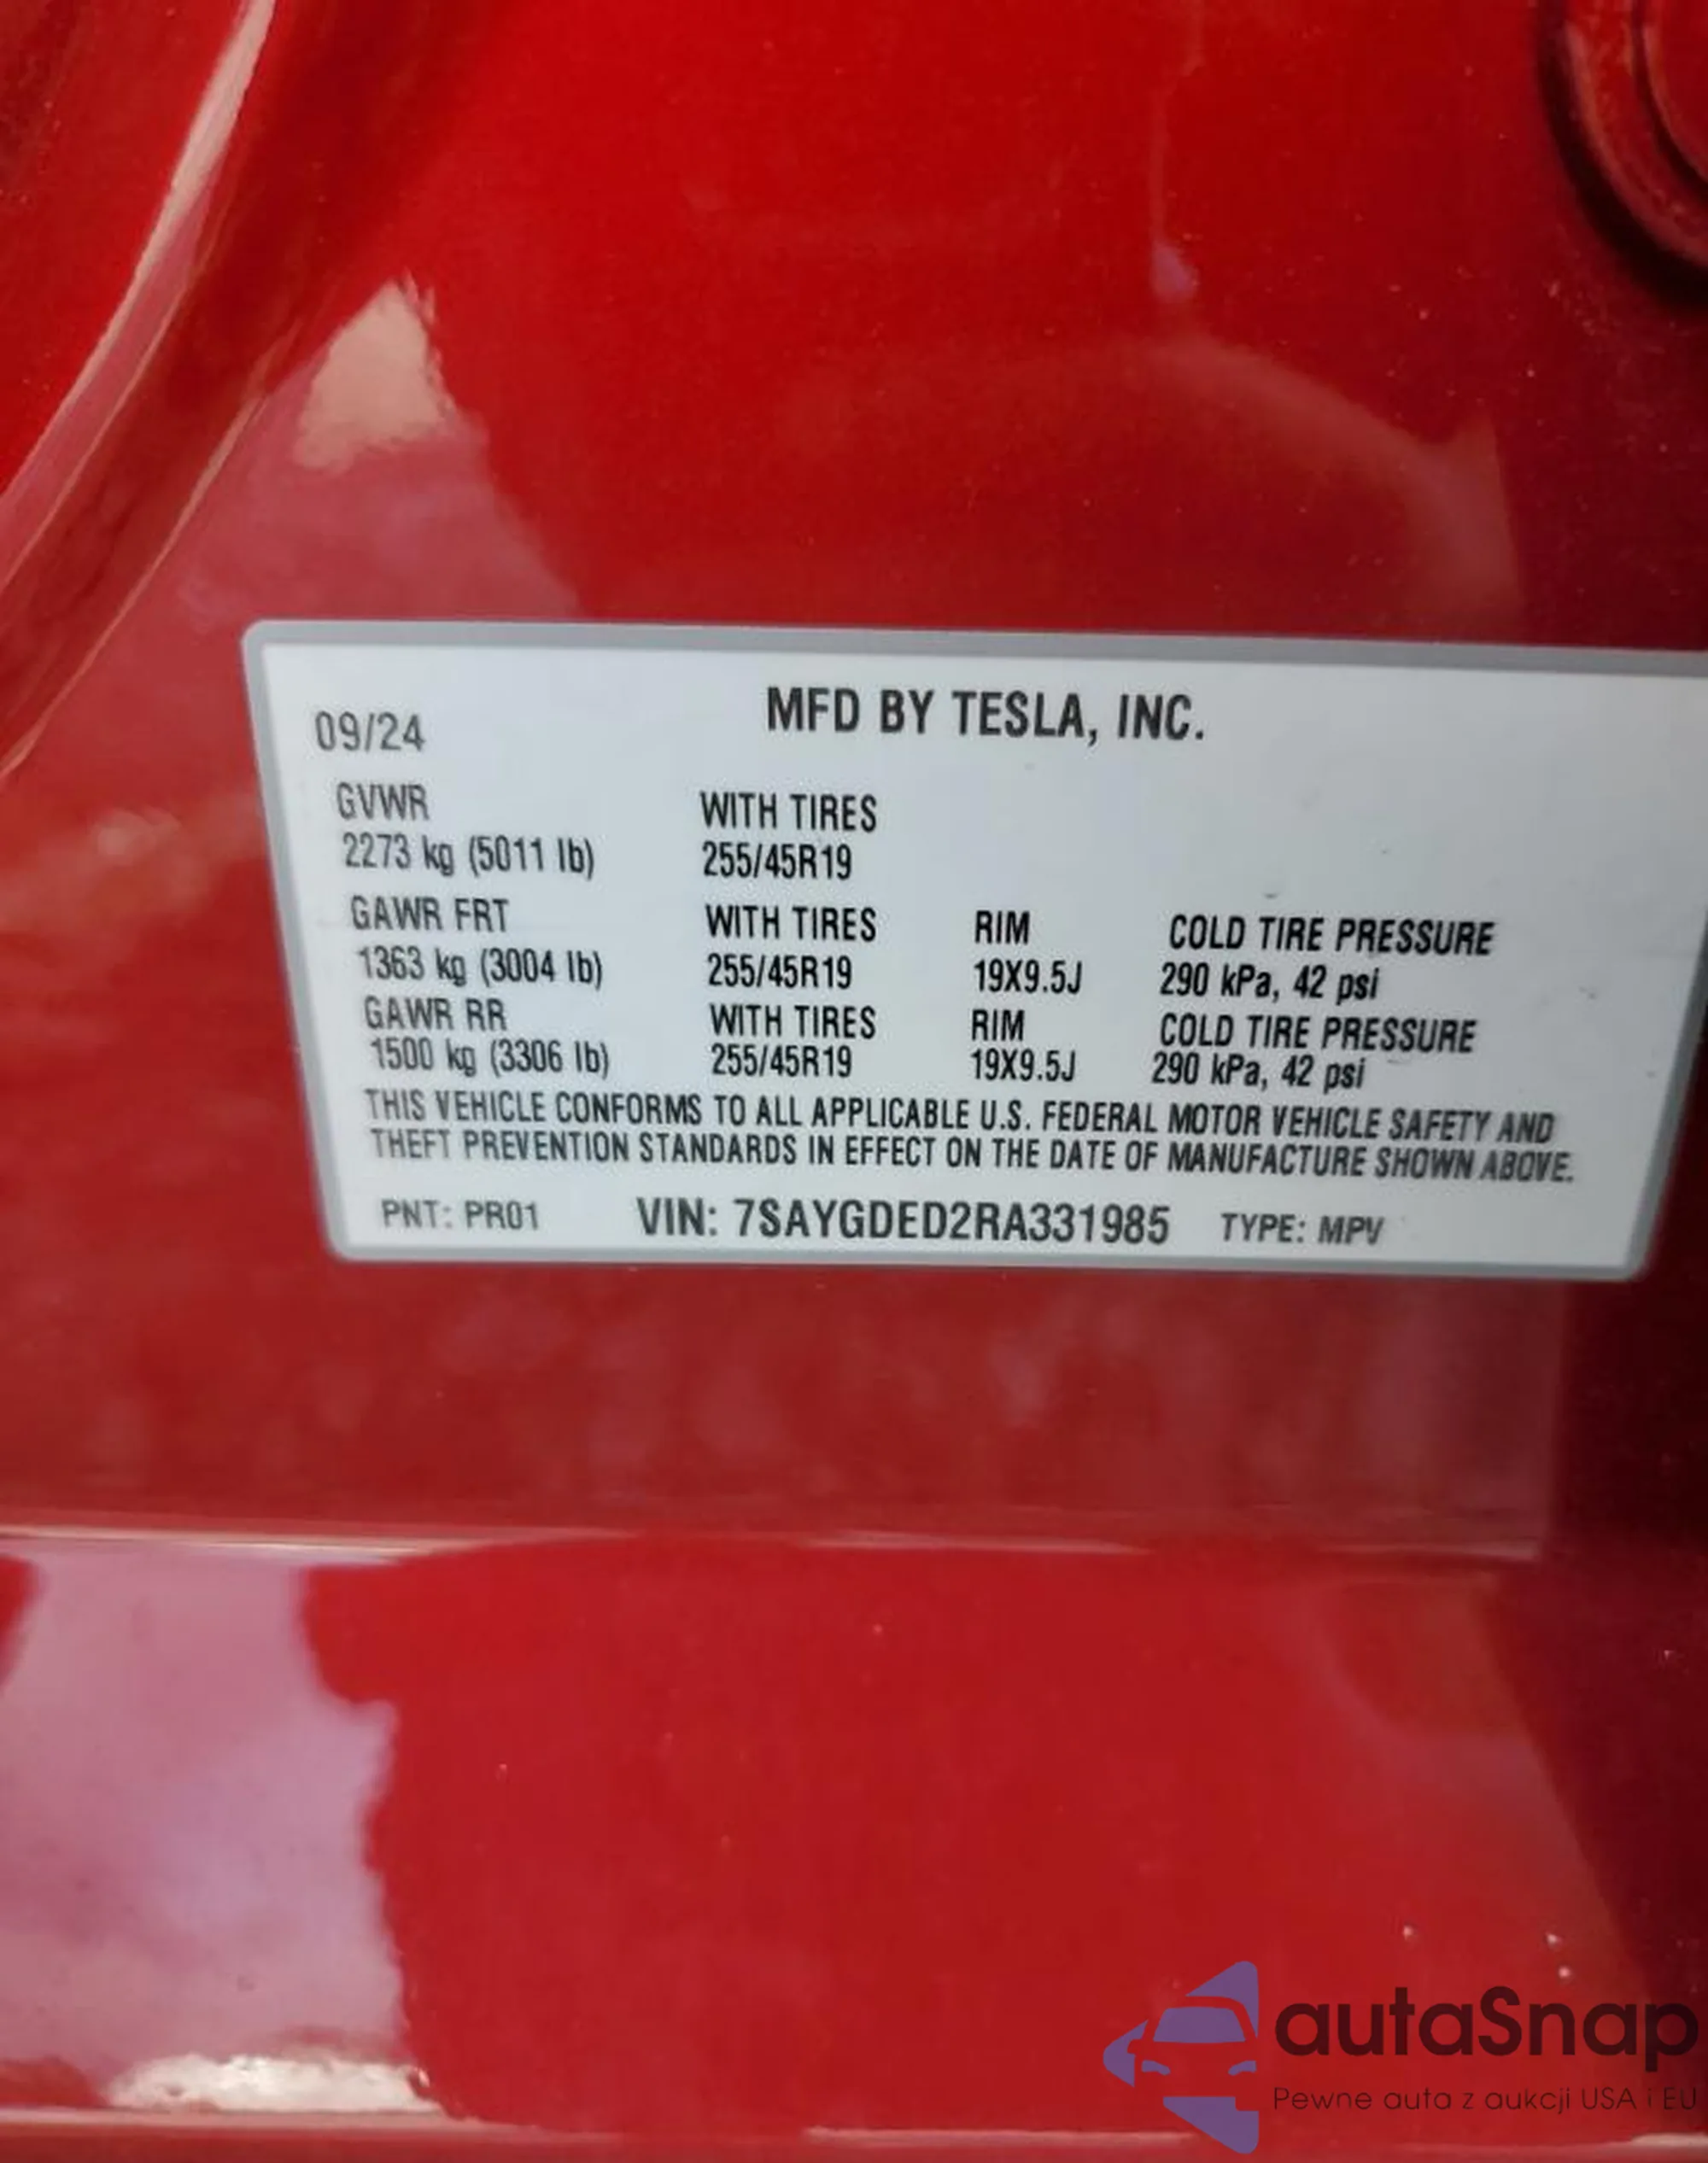 09/24 MFD BY TESLA, INC.
GVWR WITH TIRES
2273 kg (5011 lb) 255/45R19
GAWR FRT WITH TIRES RIM COLD TIRE PRESSURE
1363 kg (3004 lb) 255/45R19 19X9.5J 290 kPa, 42 psi
GAWR RR WITH TIRES RIM COLD TIRE PRESSURE
1500 kg (3306 lb) 255/45R19 19X9.5J 290 kPa, 42 psi
THIS VEHICLE CONFORMS TO ALL APPLICABLE U.S. FEDERAL MOTOR VEHICLE SAFETY AND
THEFT PREVENTION STANDARDS IN EFFECT ON THE DATE OF MANUFACTURE SHOWN ABOVE.
PNT: PR01 VIN: 7SAYGDED2RA331985 TYPE: MPV
autaSnap
Pewne auta z aukcji USA i EU